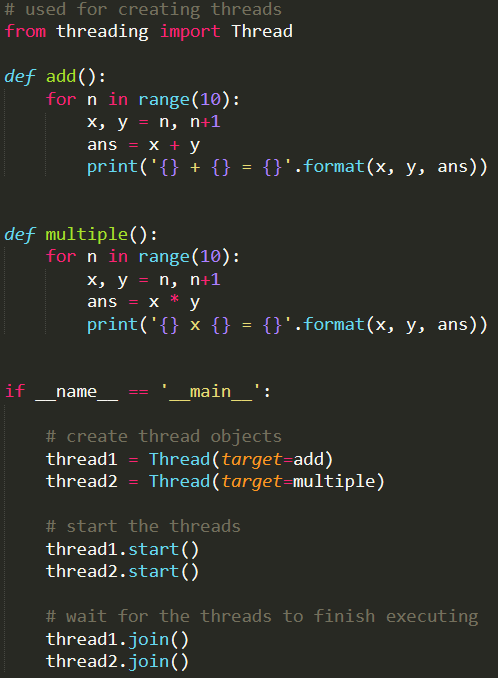 # used for creating threads
from threading import Thread

def add():
    for n in range(10):
        x, y = n, n+1
        ans = x + y
        print('{} + {} = {}'.format(x, y, ans))


def multiple():
    for n in range(10):
        x, y = n, n+1
        ans = x * y
        print('{} x {} = {}'.format(x, y, ans))


if __name__ == '__main__':

    # create thread objects
    thread1 = Thread(target=add)
    thread2 = Thread(target=multiple)

    # start the threads
    thread1.start()
    thread2.start()

    # wait for the threads to finish executing
    thread1.join()
    thread2.join()